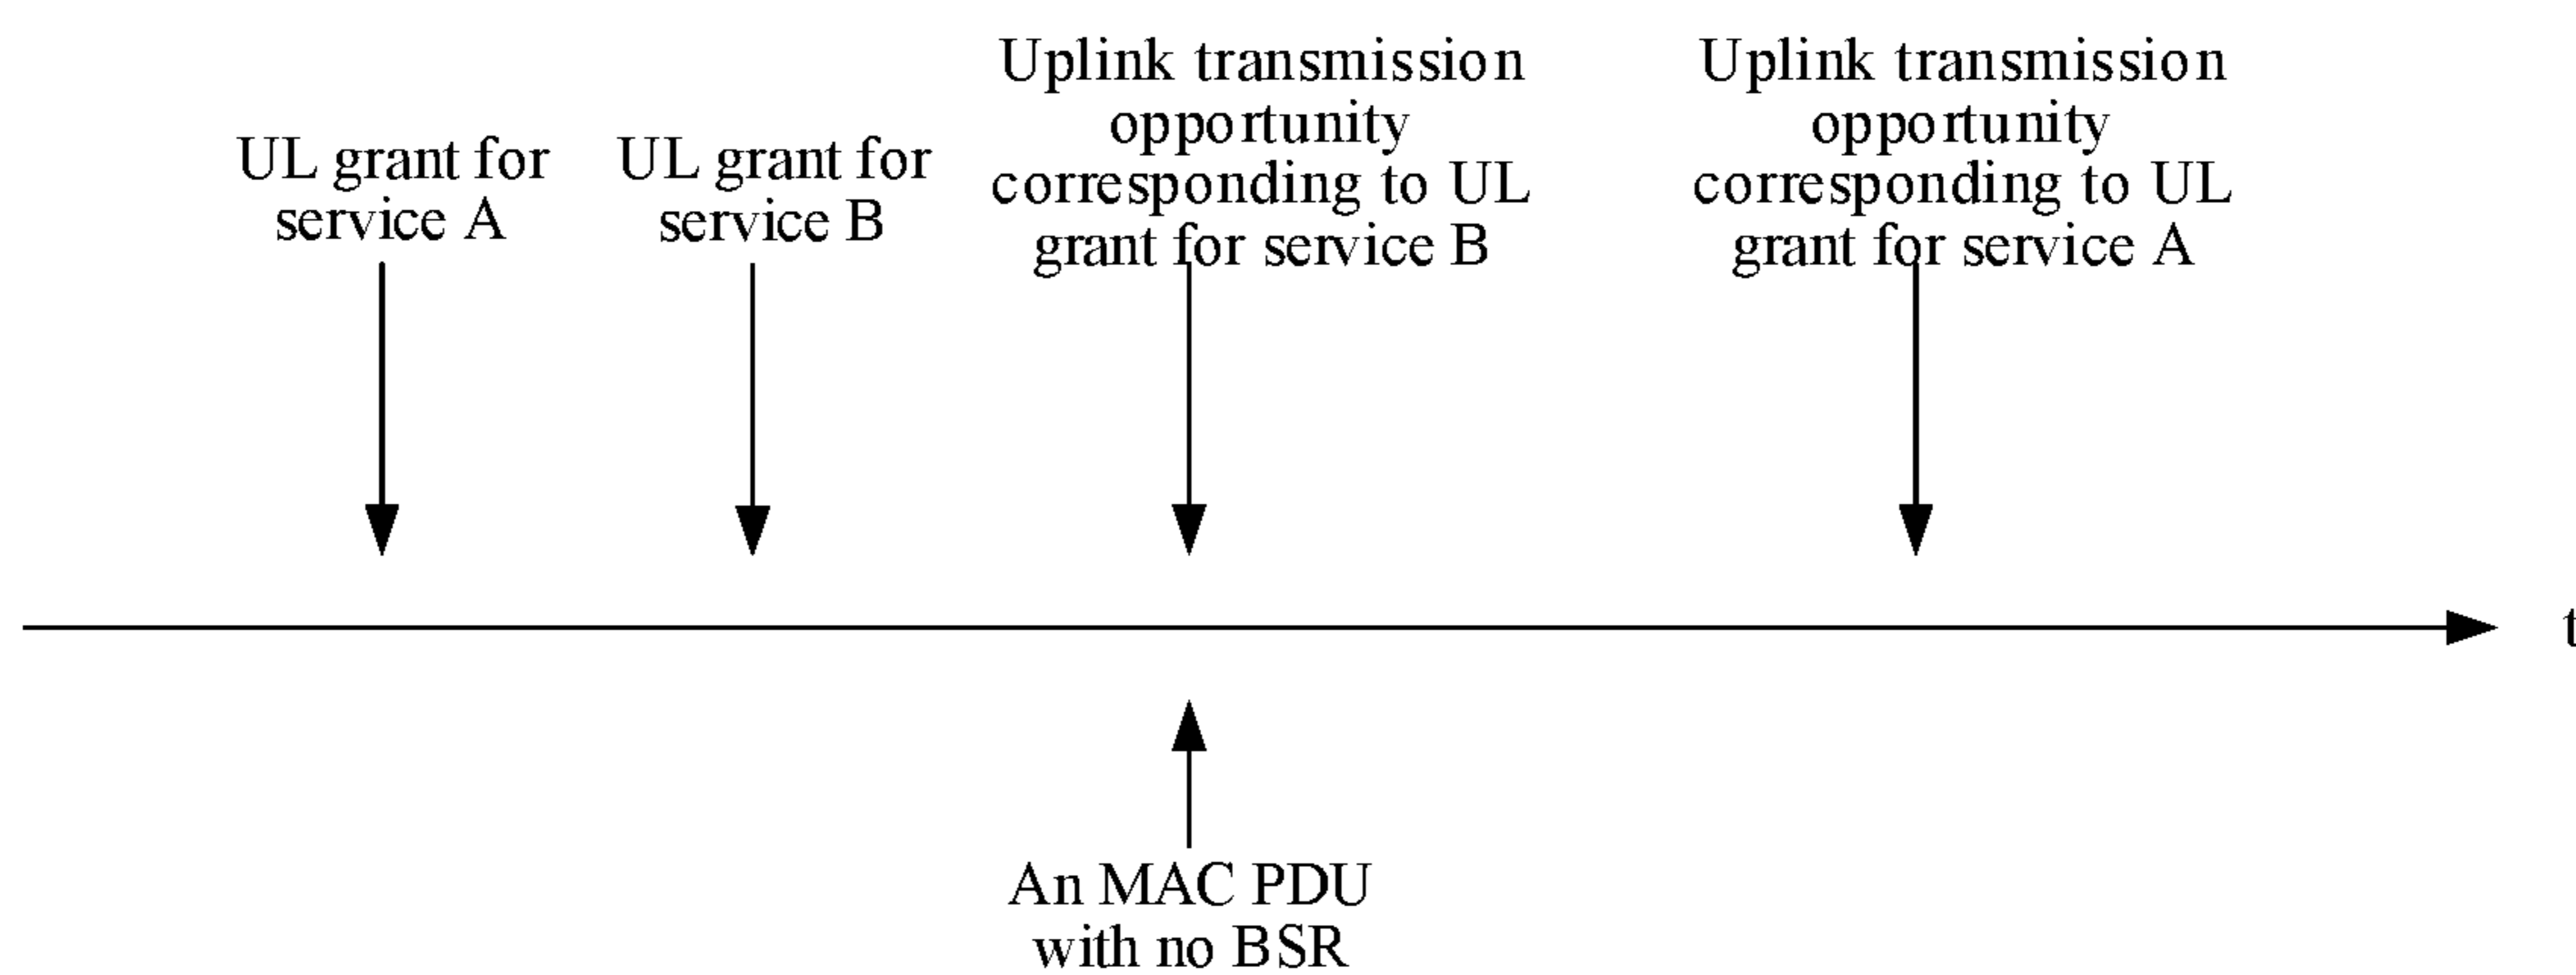 UL grant for
service A
UL grant for
service B
Uplink transmission
opportunity
corresponding to UL
grant for service B
Uplink transmission
opportunity
corresponding to UL
grant for service A
t
An MAC PDU
with no BSR